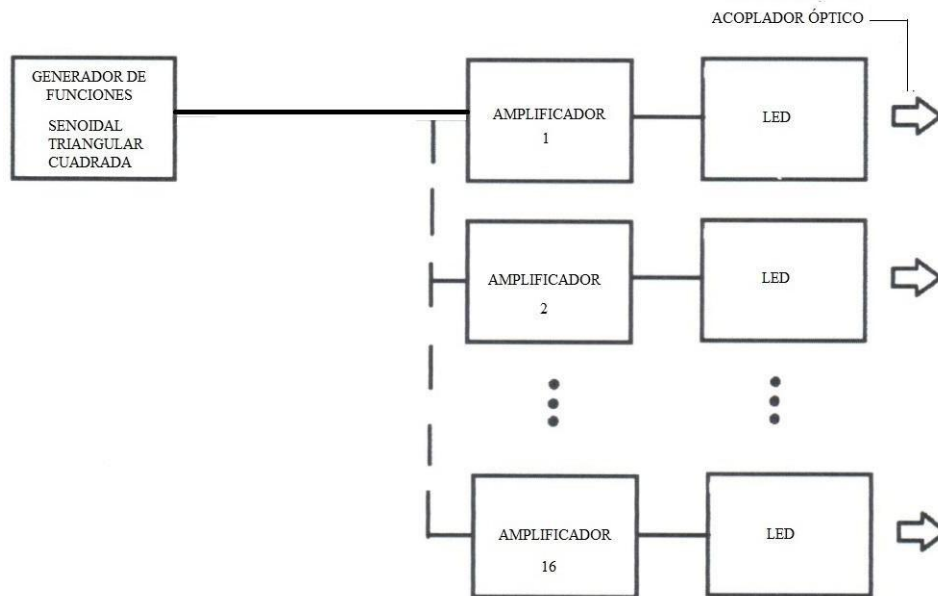 ACOPLADOR ÓPTICO
GENERADOR DE
FUNCIONES
SENOIDAL
TRIANGULAR
CUADRADA
AMPLIFICADOR
1
LED
AMPLIFICADOR
2
LED
AMPLIFICADOR
16
LED